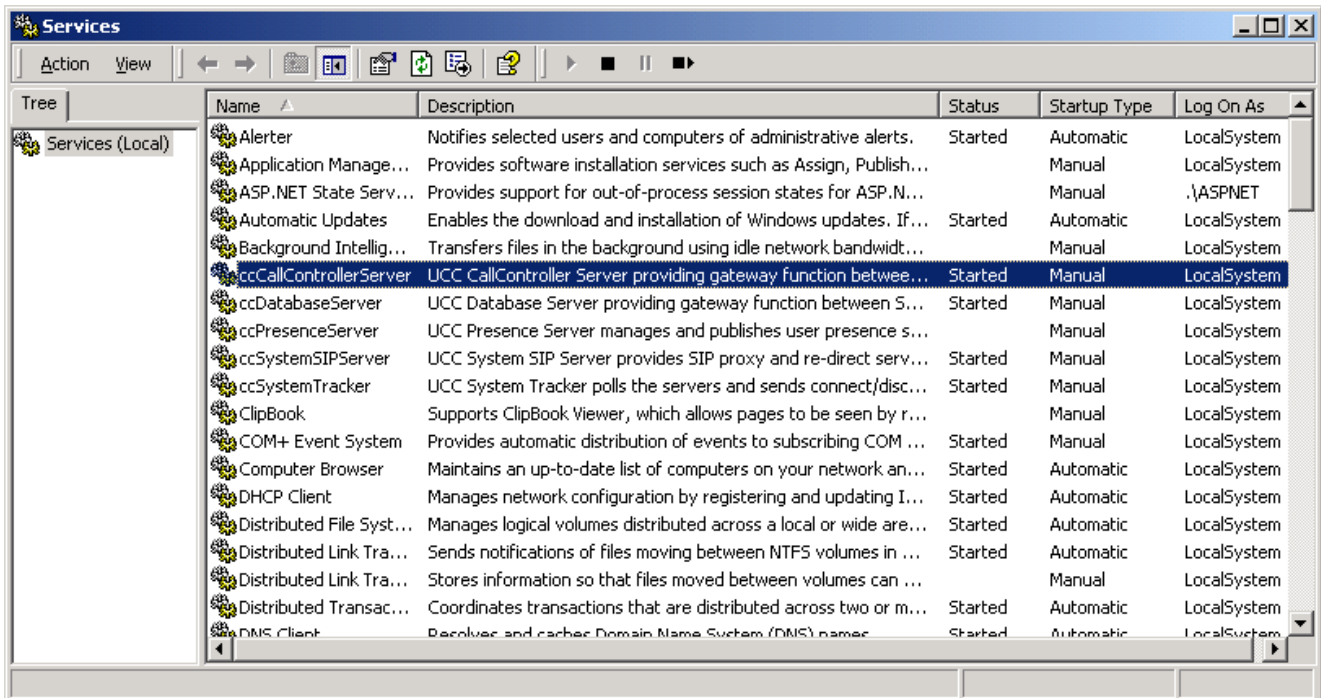 Services
Action View
Tree
Name Description Status Startup Type Log On As
Services (Local)
Alerter Notifies selected users and computers of administrative alerts. Started Automatic LocalSystem
Application Manage... Provides software installation services such as Assign, Publish... Manual LocalSystem
ASP.NET State Serv... Provides support for out-of-process session states for ASP.N... Manual .\ASPNET
Automatic Updates Enables the download and installation of Windows updates. If... Started Automatic LocalSystem
Background Intellig... Transfers files in the background using idle network bandwidt... Manual LocalSystem
ccCallControllerServer UCC CallController Server providing gateway function betwee... Started Manual LocalSystem
ccDatabaseServer UCC Database Server providing gateway function between S... Started Manual LocalSystem
ccPresenceServer UCC Presence Server manages and publishes user presence s... Manual LocalSystem
ccSystemSIPServer UCC System SIP Server provides SIP proxy and re-direct serv... Started Manual LocalSystem
ccSystemTracker UCC System Tracker polls the servers and sends connect/disc... Started Manual LocalSystem
ClipBook Supports ClipBook Viewer, which allows pages to be seen by r... Manual LocalSystem
COM+ Event System Provides automatic distribution of events to subscribing COM ... Started Manual LocalSystem
Computer Browser Maintains an up-to-date list of computers on your network an... Started Automatic LocalSystem
DHCP Client Manages network configuration by registering and updating I... Started Automatic LocalSystem
Distributed File Syst... Manages logical volumes distributed across a local or wide are... Started Automatic LocalSystem
Distributed Link Tra... Sends notifications of files moving between NTFS volumes in ... Started Automatic LocalSystem
Distributed Link Tra... Stores information so that files moved between volumes can ... Manual LocalSystem
Distributed Transac... Coordinates transactions that are distributed across two or m... Started Automatic LocalSystem
DNS Client Resolves and caches Domain Name System (DNS) names Started Automatic LocalSystem